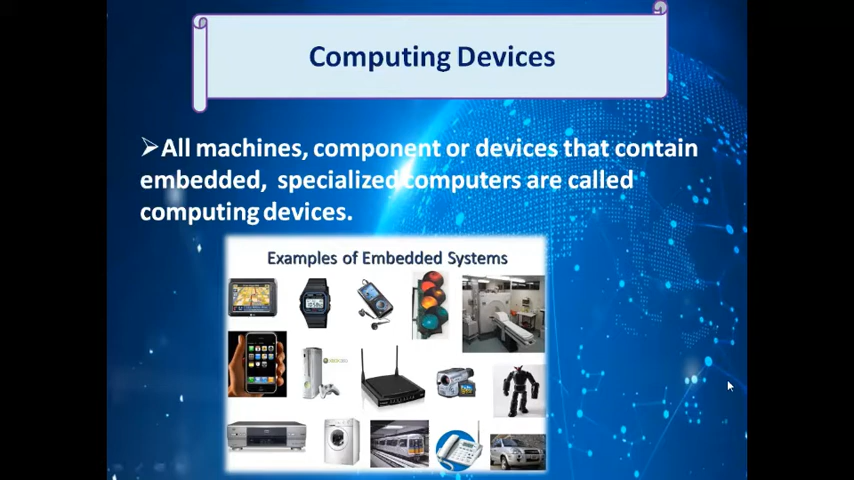 Computing Devices
➢All machines, component or devices that contain
embedded, specialized computers are called
computing devices.
Examples of Embedded Systems